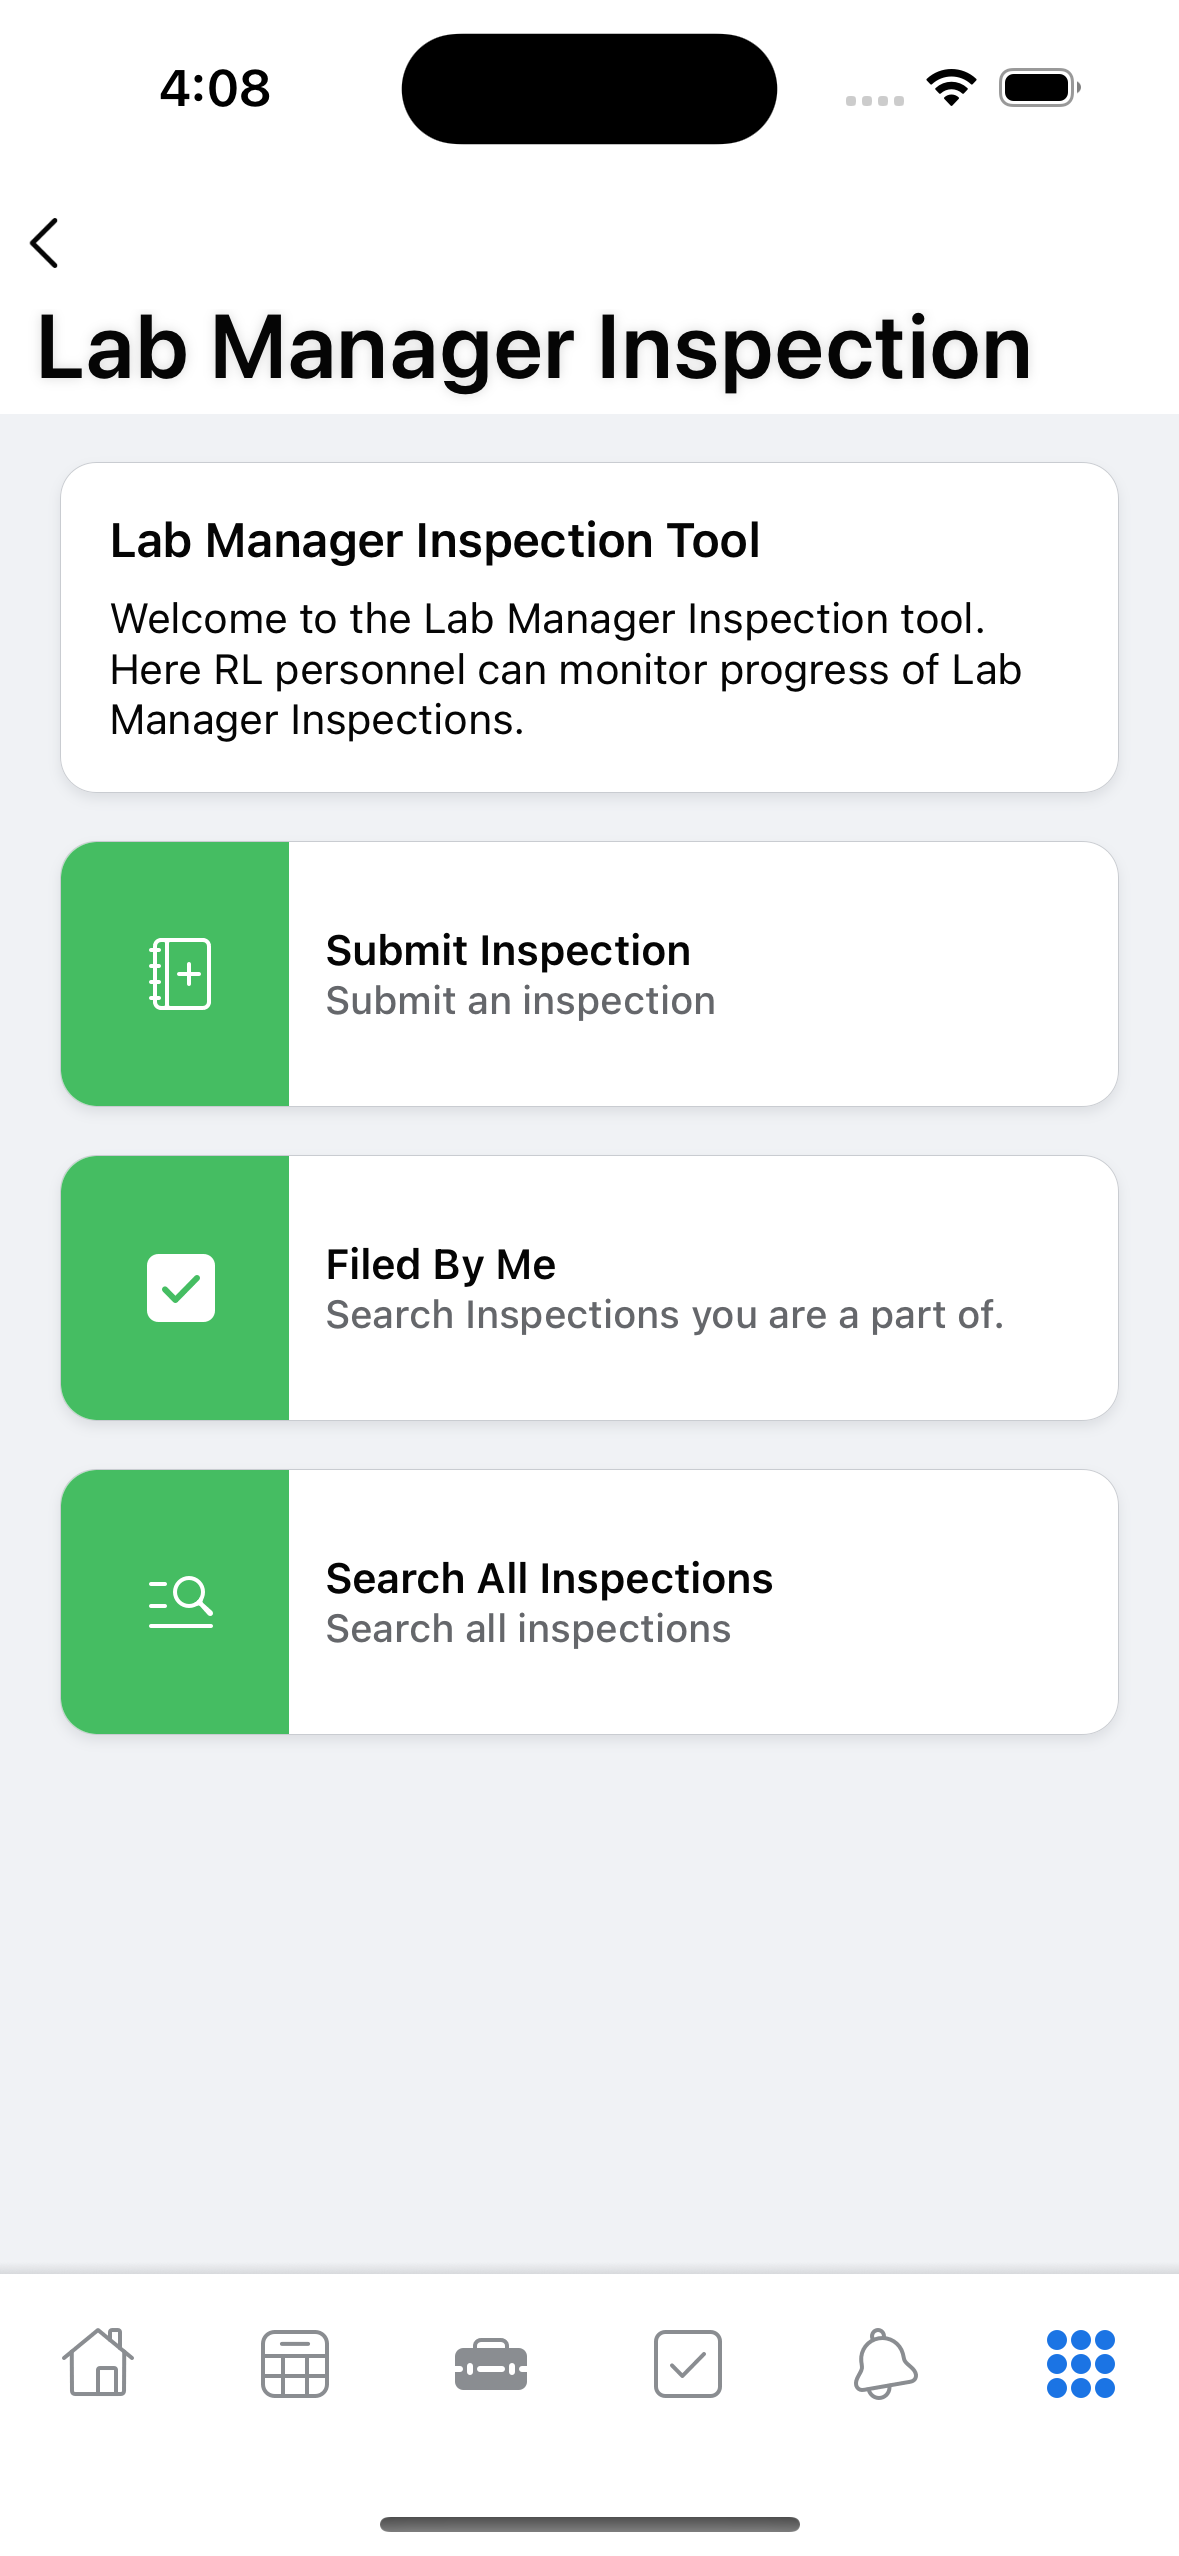 4:08
Lab Manager Inspection
Lab Manager Inspection Tool
Welcome to the Lab Manager Inspection tool.
Here RL personnel can monitor progress of Lab
Manager Inspections.
Submit Inspection
Submit an inspection
Filed By Me
Search Inspections you are a part of.
Search All Inspections
Search all inspections